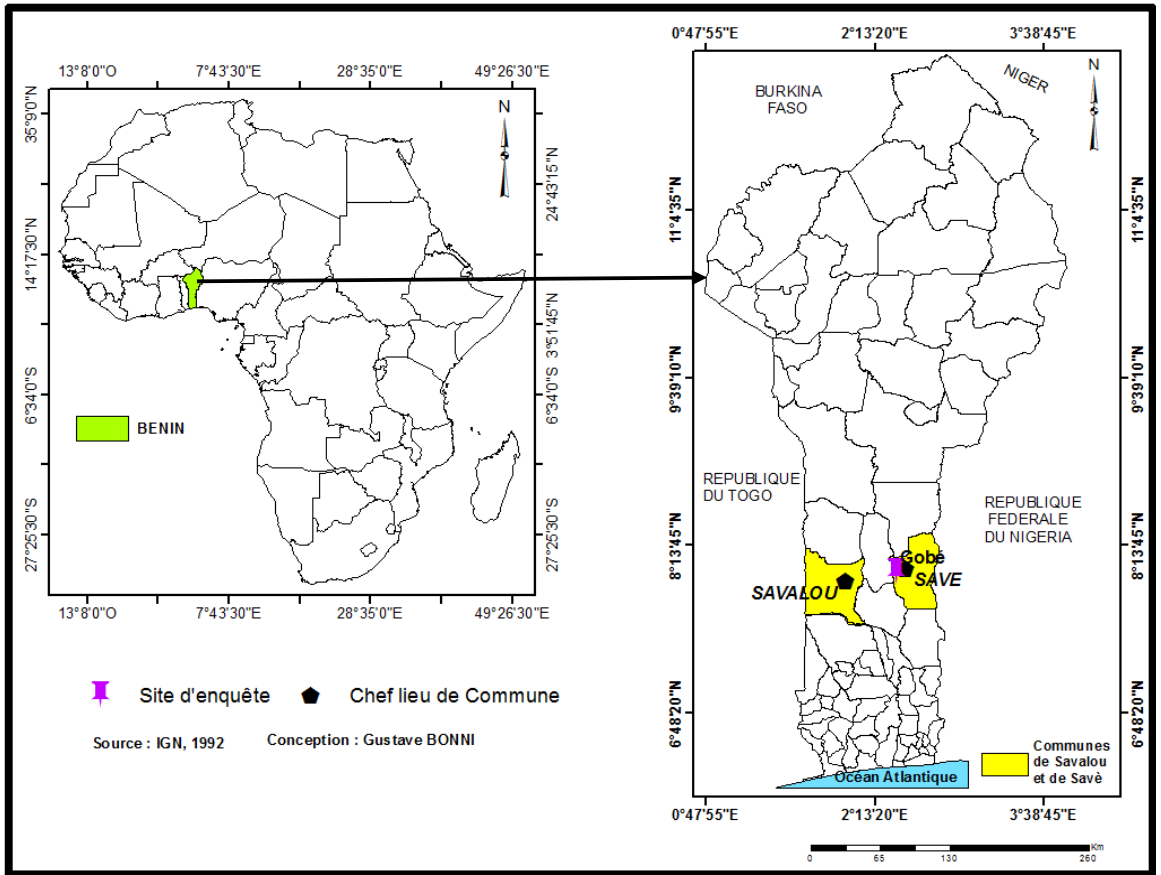 13°8'0"O 7°43'30"E 28°35'0"E 49°26'30"E
35°9'0"N
14°17'30"N
6°34'0"S
27°25'30"S
N
24°43'15"N
3°51'45"N
BENIN
13°8'0"O 7°43'30"E 28°35'0"E 49°26'30"E
Site d'enquête
Chef lieu de Commune
Source : IGN, 1992
Conception : Gustave BONNI
0°47'55"E 2°13'20"E 3°38'45"E
BURKINA
FASO
NIGER
N
11°4'35"N
9°39'10"N
8°13'45"N
6°48'20"N
11°4'35"N
9°39'10"N
8°13'45"N
6°48'20"N
REPUBLIQUE
DU TOGO
REPUBLIQUE
FEDERALE
DU NIGERIA
Gobé
SAVE
SAVALOU
Océan Atlantique
Communes
de Savalou
et de Savè
0°47'55"E 2°13'20"E 3°38'45"E
Km
0 65 130 260